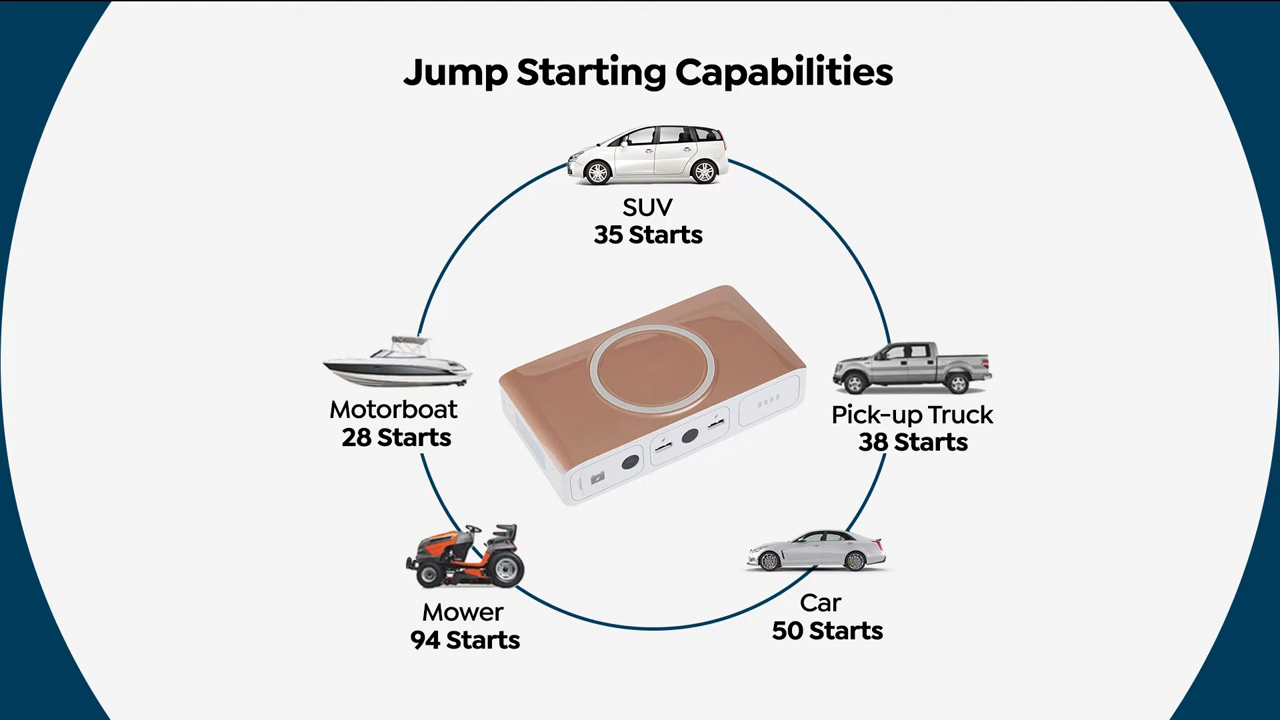 Jump Starting Capabilities
SUV
35 Starts
Motorboat
28 Starts
Pick-up Truck
38 Starts
Mower
94 Starts
Car
50 Starts